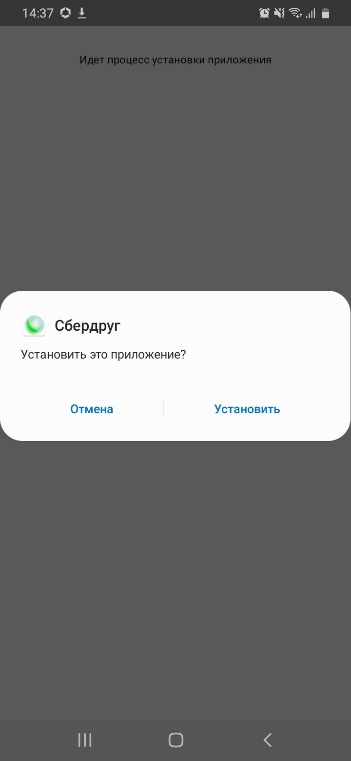 14:37
Идет процесс установки приложения
Сбердруг
Установить это приложение?
Отмена
Установить